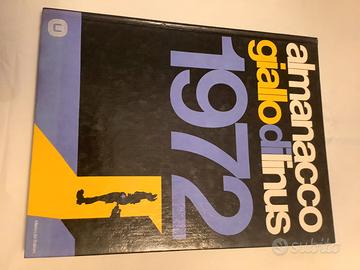 almanacco
giallo di linus
1972
subito